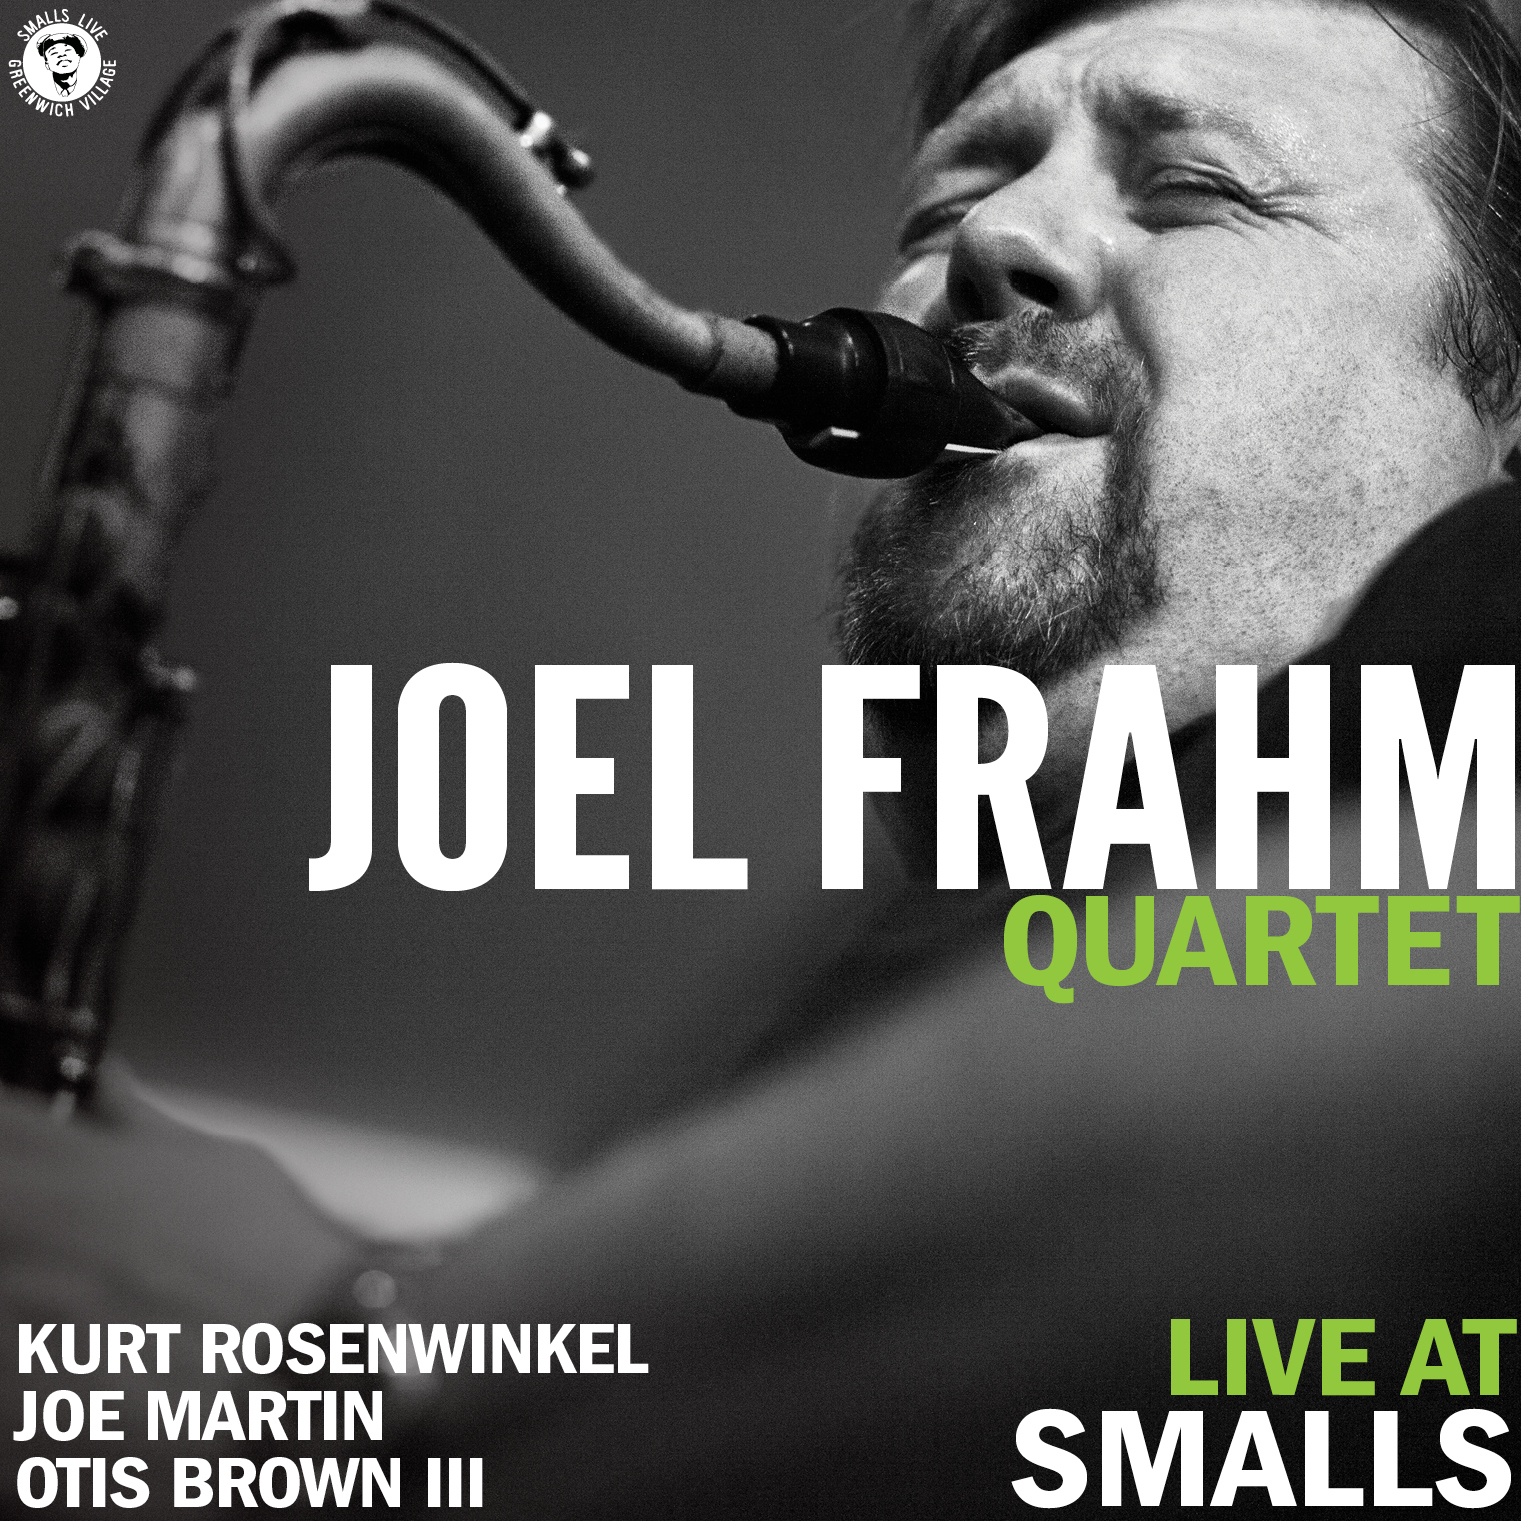 SMALLS LIVE
GREENWICH VILLAGE
JOEL FRAHM
QUARTET
KURT ROSENWINKEL
JOE MARTIN
OTIS BROWN III
LIVE AT
SMALLS